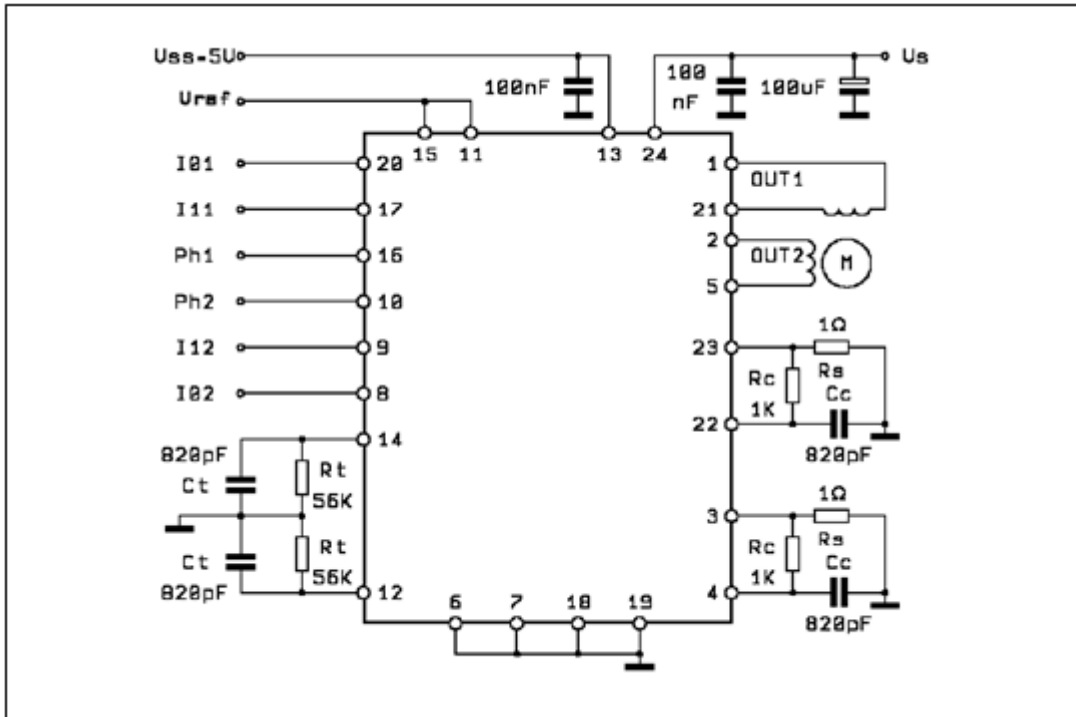 Uss-5V
Us
100nF
100
nF
100uF
Uref
15
11
13
24
I01
20
1
OUT1
I11
17
21
2
Ph1
16
OUT2
M
5
Ph2
10
1Ω
I12
9
23
Rs
Rc
Cc
I02
8
1K
14
22
820pF
820pF
Rt
Ct
56K
1Ω
3
Rs
Ct
Rt
Rc
Cc
820pF
56K
1K
12
4
6
7
18
19
820pF